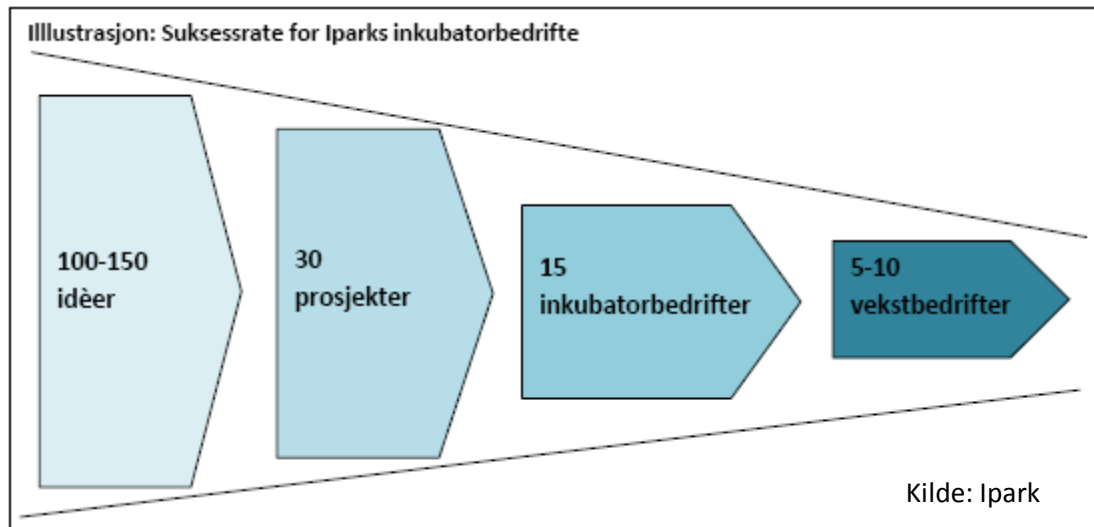 Illlustrasjon: Suksessrate for Iparks inkubatorbedrifte
100-150
idèer
30
prosjekter
15
inkubatorbedrifter
5-10
vekstbedrifter
Kilde: Ipark